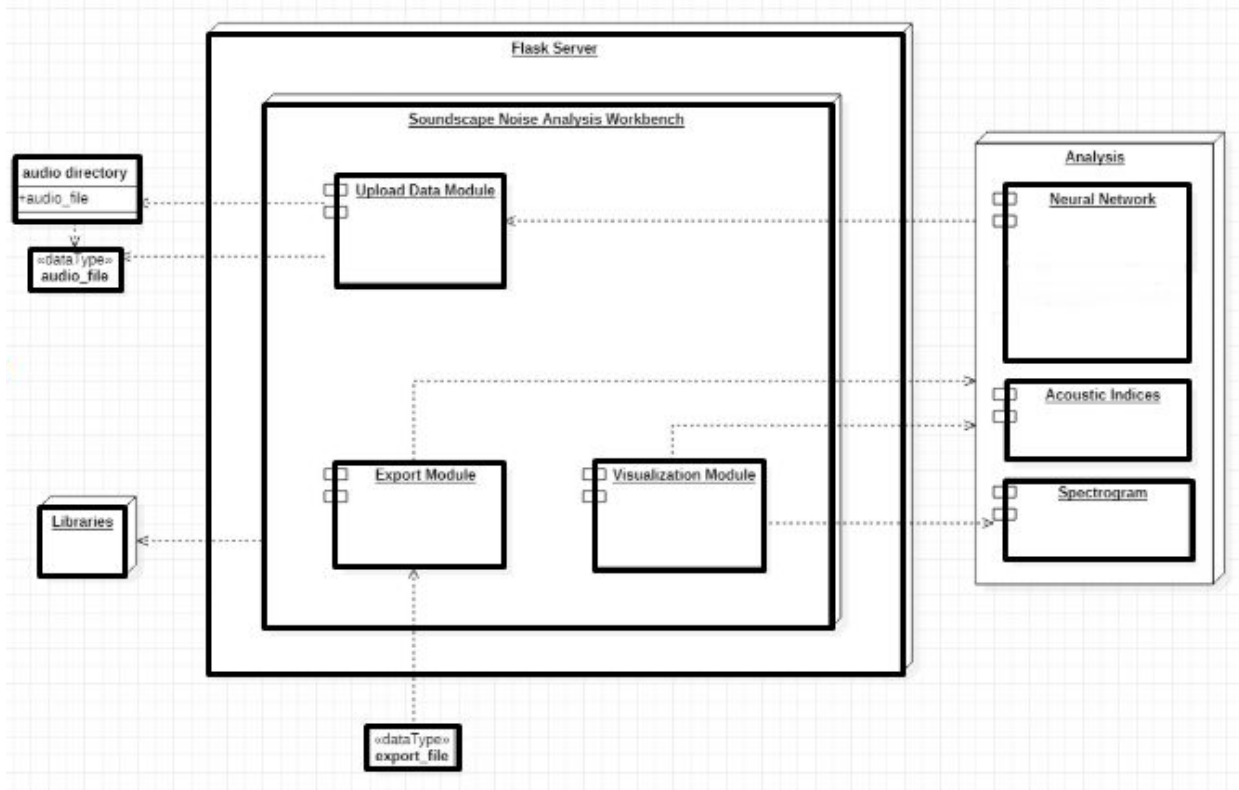 Flask Server
Soundscape Noise Analysis Workbench
Analysis
audio directory
+audio_file
Upload Data Module
Neural Network
«dataType»
audio_file
Acoustic Indices
Export Module
Visualization Module
Spectrogram
Libraries
«dataType»
export_file